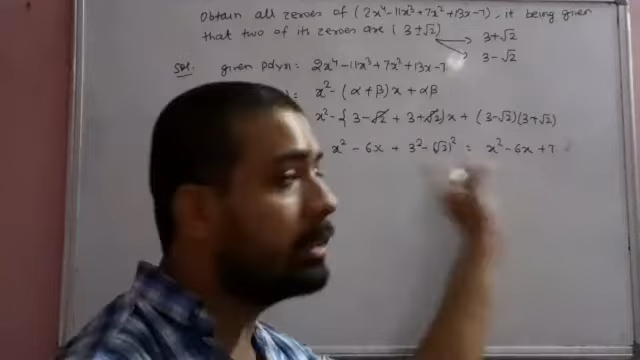 Obtain all zeroes of (2x⁴-11x³+7x²+13x-7), it being given
that two of its zeroes are (3±√2) → 3+√2
→ 3-√2
Sol: given polyn: 2x⁴-11x³+7x²+13x-7
: x²-(α+β)x+αβ
x²-{3-√2+3+√2}x+(3-√2)(3+√2)
x²-6x+3²-(√2)² = x²-6x+7